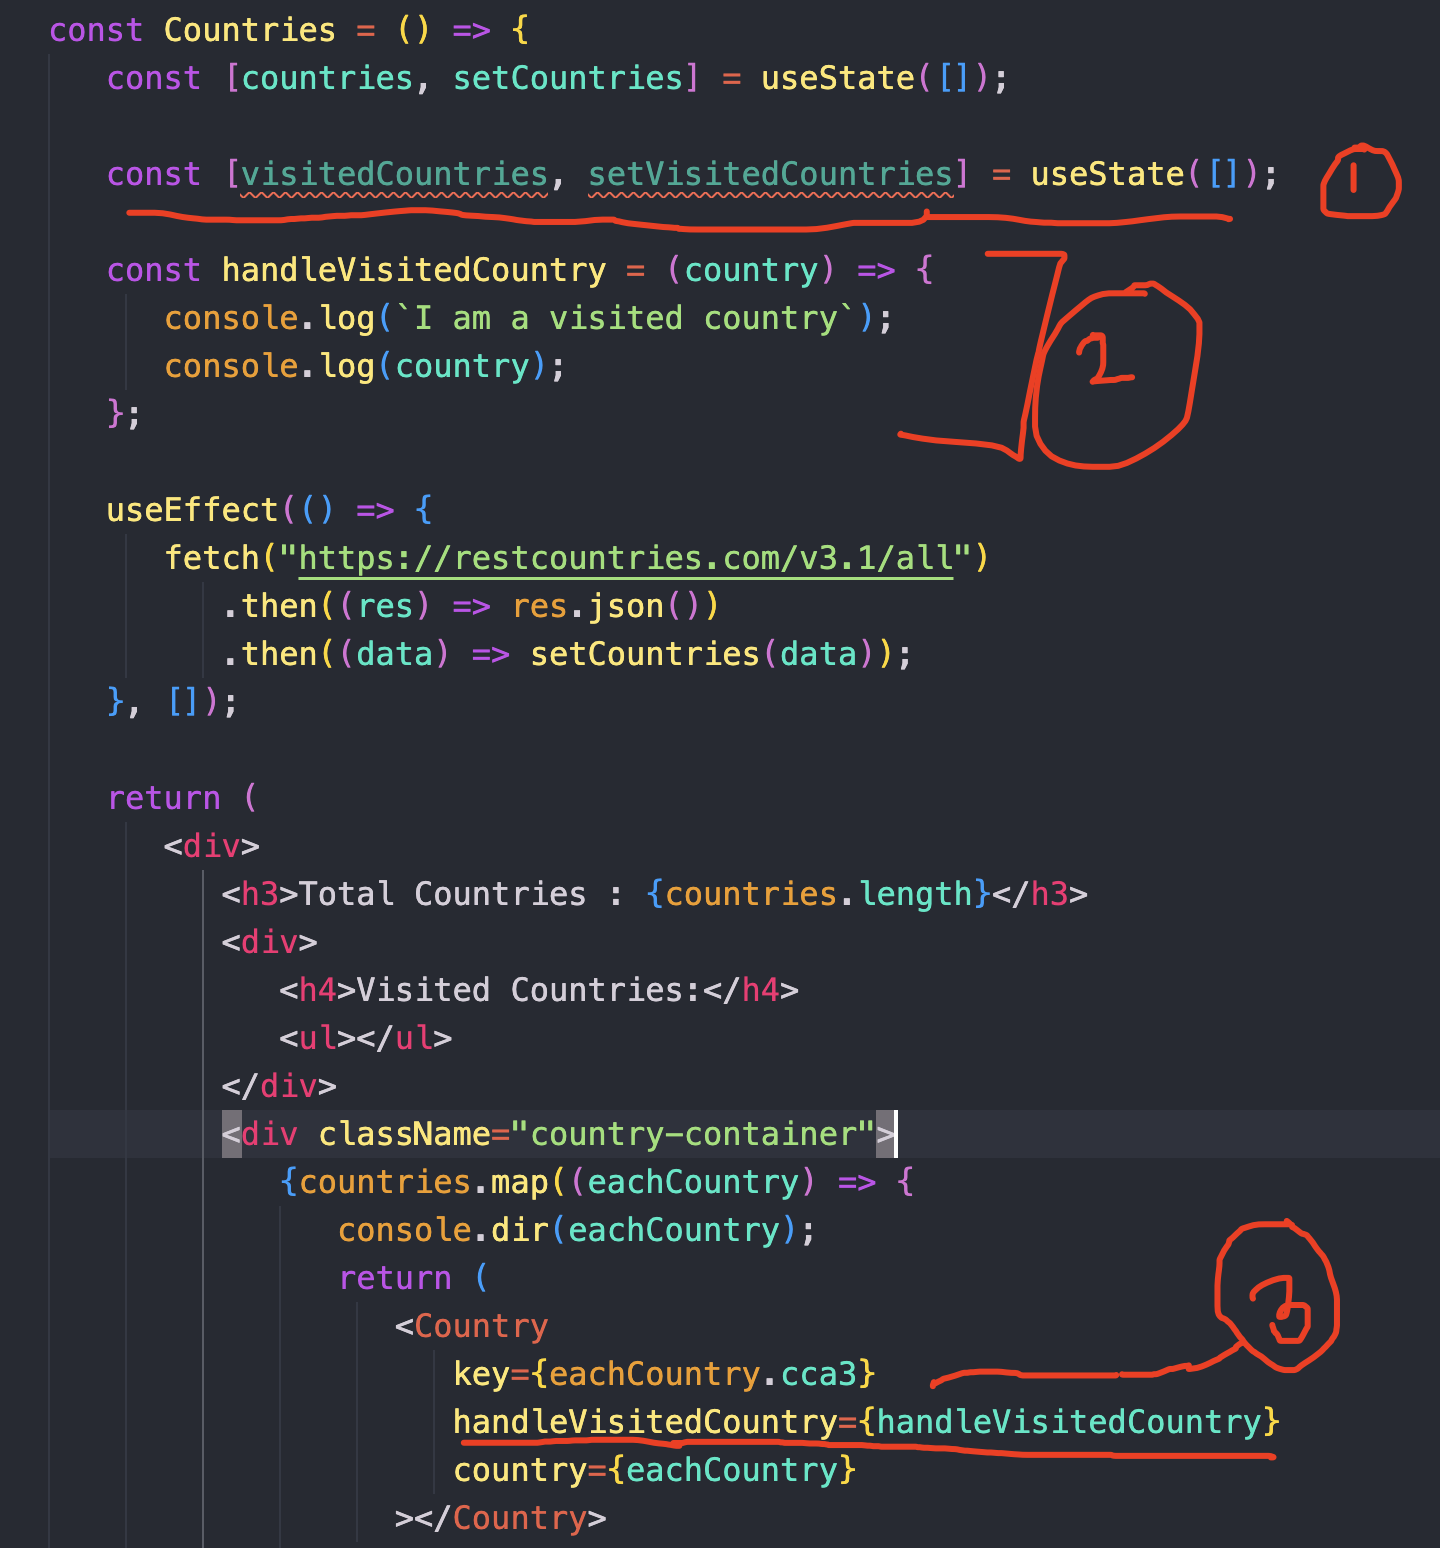 const Countries = () => {
const [countries, setCountries] = useState([]);
const [visitedCountries, setVisitedCountries] = useState([]);
1
const handleVisitedCountry = (country) => {
console.log(`I am a visited country`);
console.log(country);
};
2
useEffect(() => {
fetch("https://restcountries.com/v3.1/all")
.then((res) => res.json())
.then((data) => setCountries(data));
}, []);
return (
<div>
<h3>Total Countries : {countries.length}</h3>
<div>
<h4>Visited Countries:</h4>
<ul></ul>
</div>
<div className="country-container">
{countries.map((eachCountry) => {
console.dir(eachCountry);
return (
<Country
3
key={eachCountry.cca3}
handleVisitedCountry={handleVisitedCountry}
country={eachCountry}
></Country>